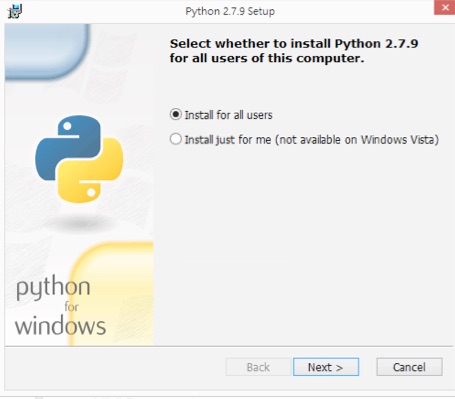 Python 2.7.9 Setup
Select whether to install Python 2.7.9
for all users of this computer.
Install for all users
Install just for me (not available on Windows Vista)
python
for
windows
Back
Next >
Cancel